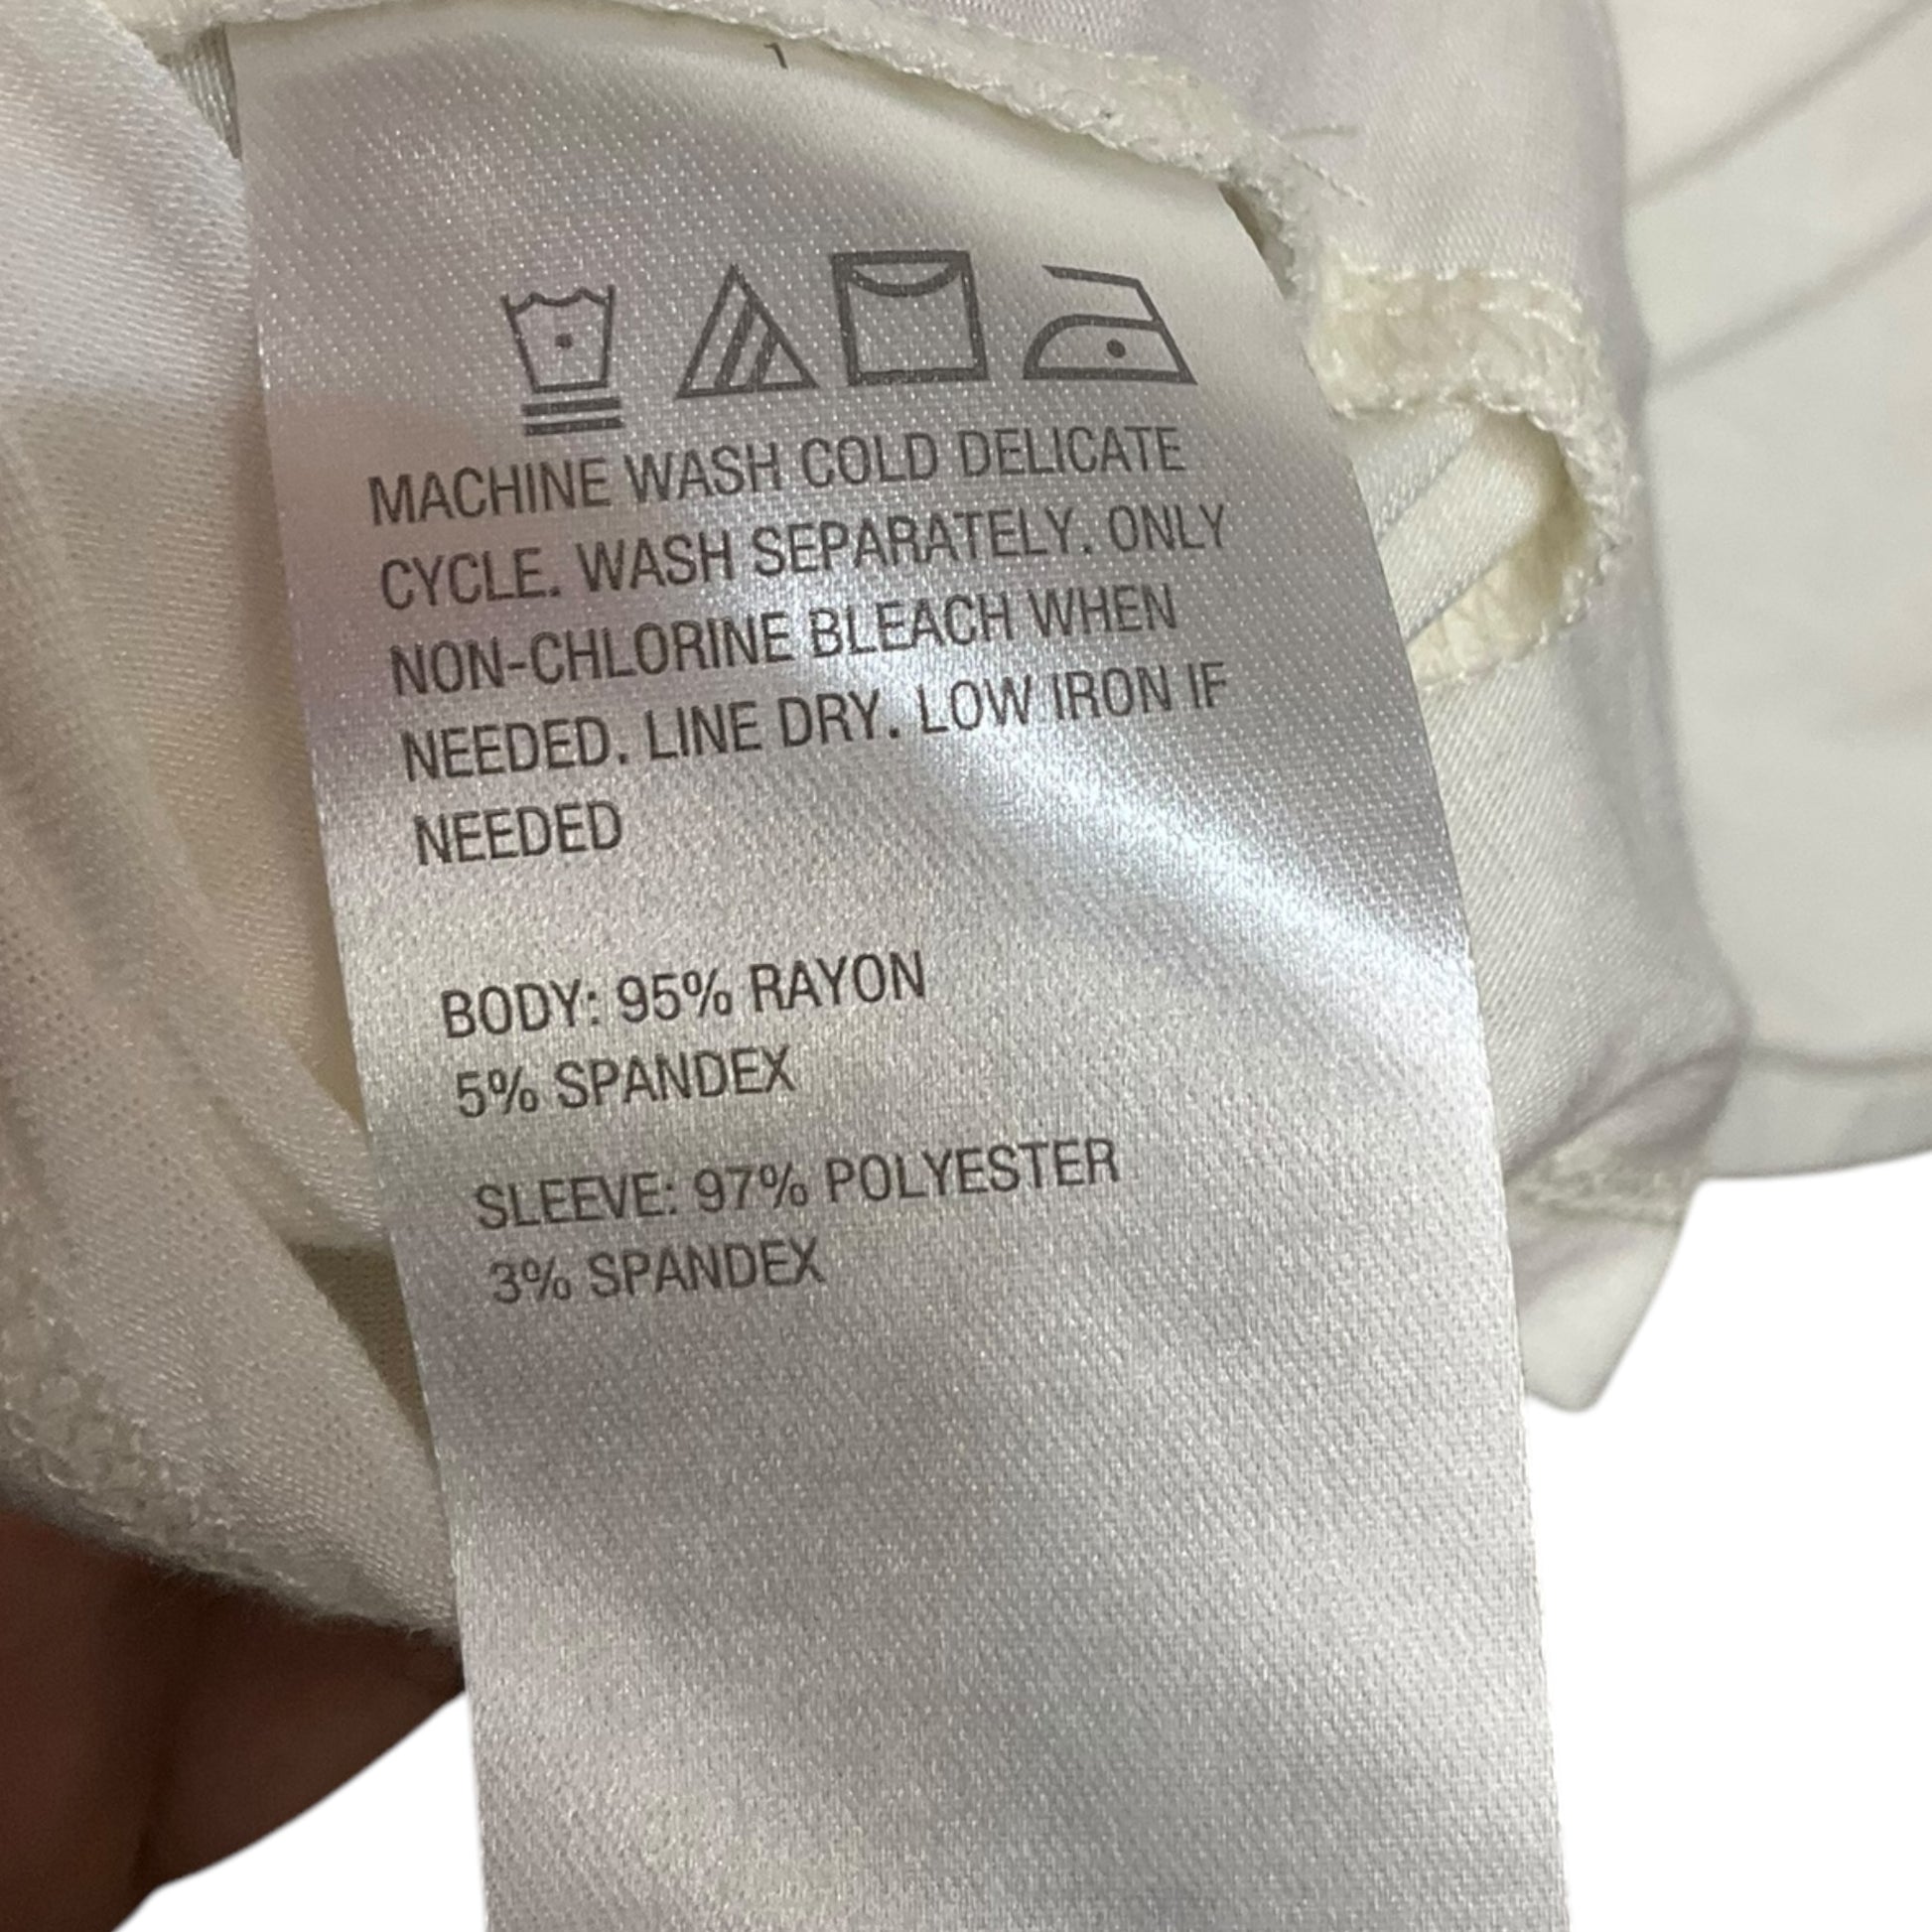 MACHINE WASH COLD DELICATE
CYCLE. WASH SEPARATELY. ONLY
NON-CHLORINE BLEACH WHEN
NEEDED. LINE DRY. LOW IRON IF
NEEDED
BODY: 95% RAYON
5% SPANDEX
SLEEVE: 97% POLYESTER
3% SPANDEX